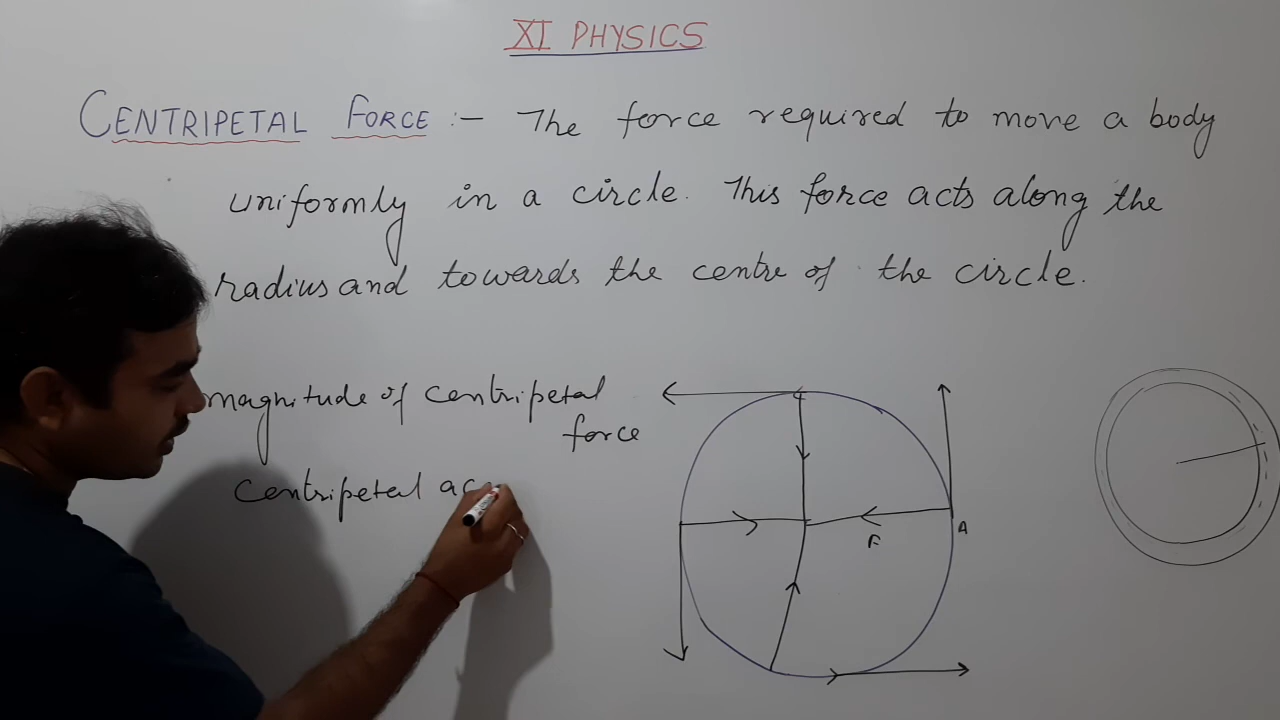 XI PHYSICS
CENTRIPETAL FORCE :- The force required to move a body
uniformly in a circle. This force acts along the
radius and towards the centre of the circle.
magnitude of centripetal
force
Centripetal ac
A
F